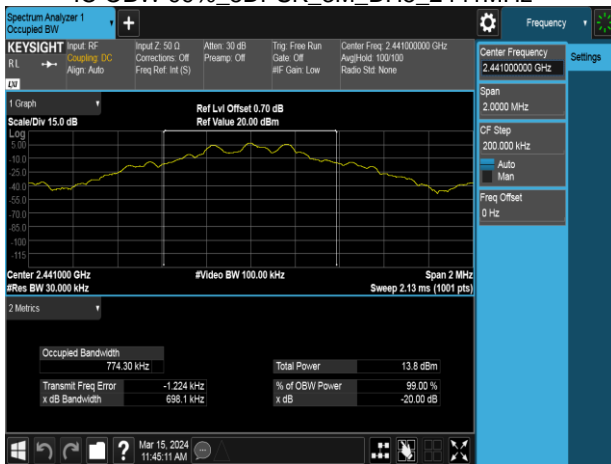 Spectrum Analyzer 1
Occupied BW
+
Frequency
KEYSIGHT
RL
LXI
Input: RF
Coupling: DC
Align: Auto
Input Z: 50 Ω
Corrections: Off
Freq Ref: Int (S)
Atten: 30 dB
Preamp: Off
Trig: Free Run
Gate: Off
#IF Gain: Low
Center Freq: 2.441000000 GHz
Avg|Hold: 100/100
Radio Std: None
Center Frequency
2.441000000 GHz
Settings
Span
2.0000 MHz
CF Step
200.000 kHz
Auto
Man
Freq Offset
0 Hz
1 Graph
Scale/Div 15.0 dB
Ref Lvl Offset 0.70 dB
Ref Value 20.00 dBm
Log
5.00
-10.0
-25.0
-40.0
-55.0
-70.0
-85.0
-100
-115
Center 2.441000 GHz
#Video BW 100.00 kHz
Span 2 MHz
#Res BW 30.000 kHz
Sweep 2.13 ms (1001 pts)
2 Metrics
Occupied Bandwidth
774.30 kHz
Total Power 13.8 dBm
Transmit Freq Error -1.224 kHz
% of OBW Power 99.00 %
x dB Bandwidth 698.1 kHz
x dB -20.00 dB
?
Mar 15, 2024
11:45:11 AM